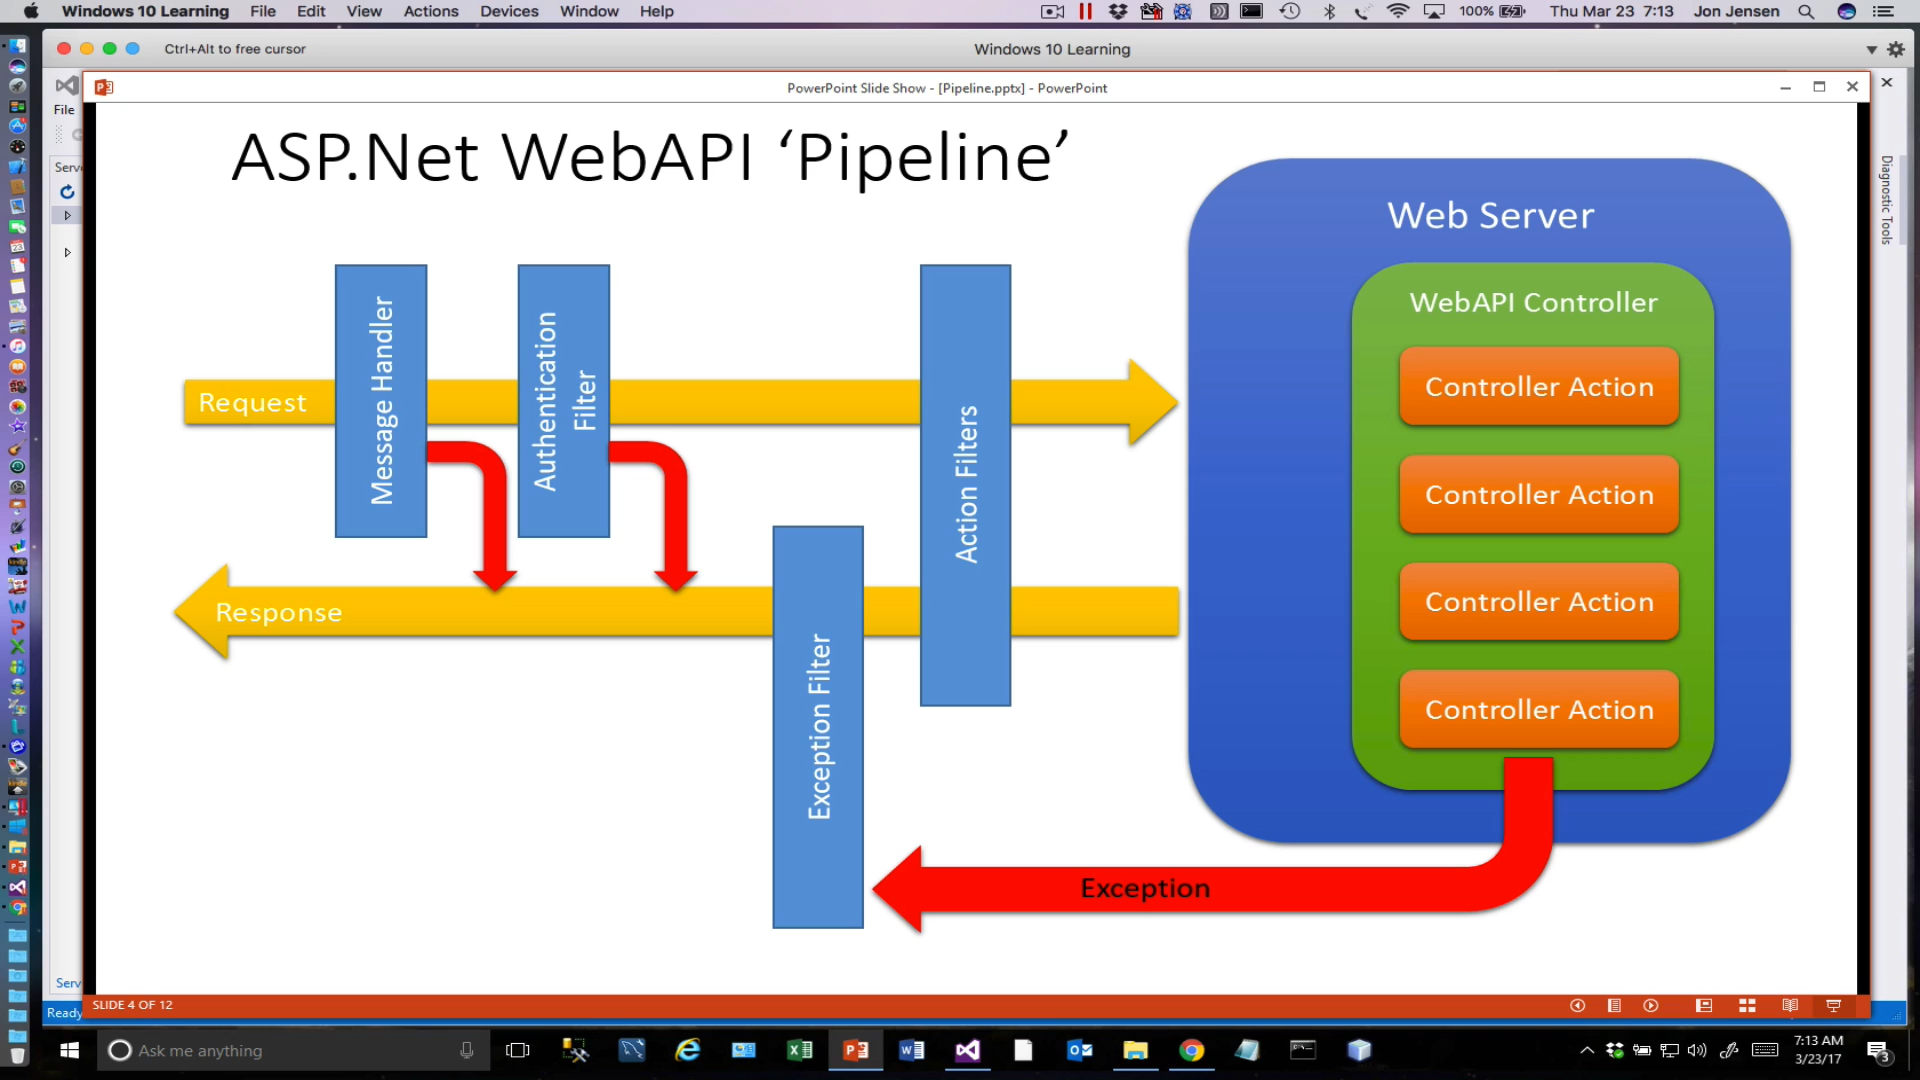 Windows 10 Learning File Edit View Actions Devices Window Help
100% Thu Mar 23 7:13 Jon Jensen
Ctrl+Alt to free cursor
Windows 10 Learning
PowerPoint Slide Show - [Pipeline.pptx] - PowerPoint
File
Serv
Diagnostic Tools
ASP.Net WebAPI ‘Pipeline’
Web Server
WebAPI Controller
Controller Action
Controller Action
Controller Action
Controller Action
Request
Message Handler
Authentication
Filter
Action Filters
Response
Exception Filter
Exception
Serv
SLIDE 4 OF 12
Ready
Ask me anything
7:13 AM
3/23/17
3